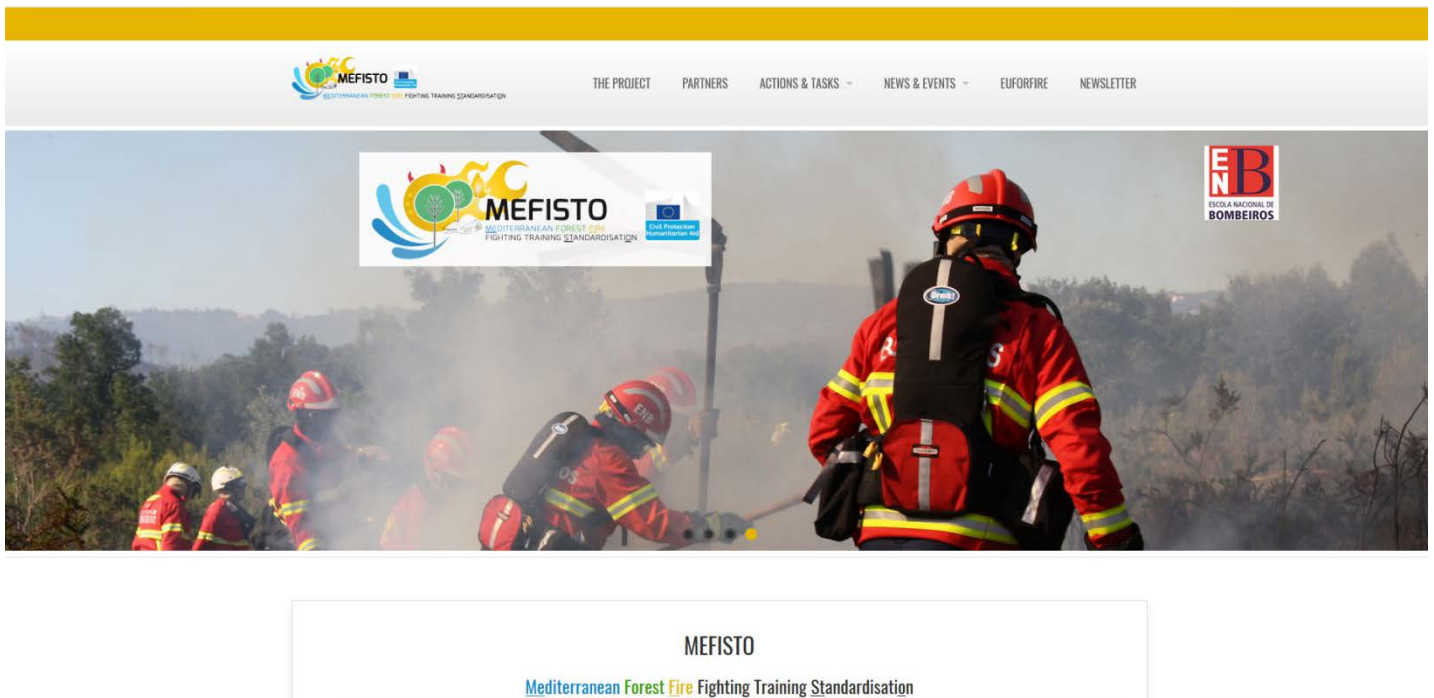 MEFISTO
MEDITERRANEAN FOREST FIRE FIGHTING TRAINING STANDARDISATION
THE PROJECT PARTNERS ACTIONS & TASKS NEWS & EVENTS EUFORFIRE NEWSLETTER
MEFISTO
MEDITERRANEAN FOREST FIRE
FIGHTING TRAINING STANDARDISATION
Civil Protection
Humanitarian Aid
E
N B
ESCOLA NACIONAL DE
BOMBEIROS
ENB
OS
MEFISTO
Mediterranean Forest Fire Fighting Training Standardisation